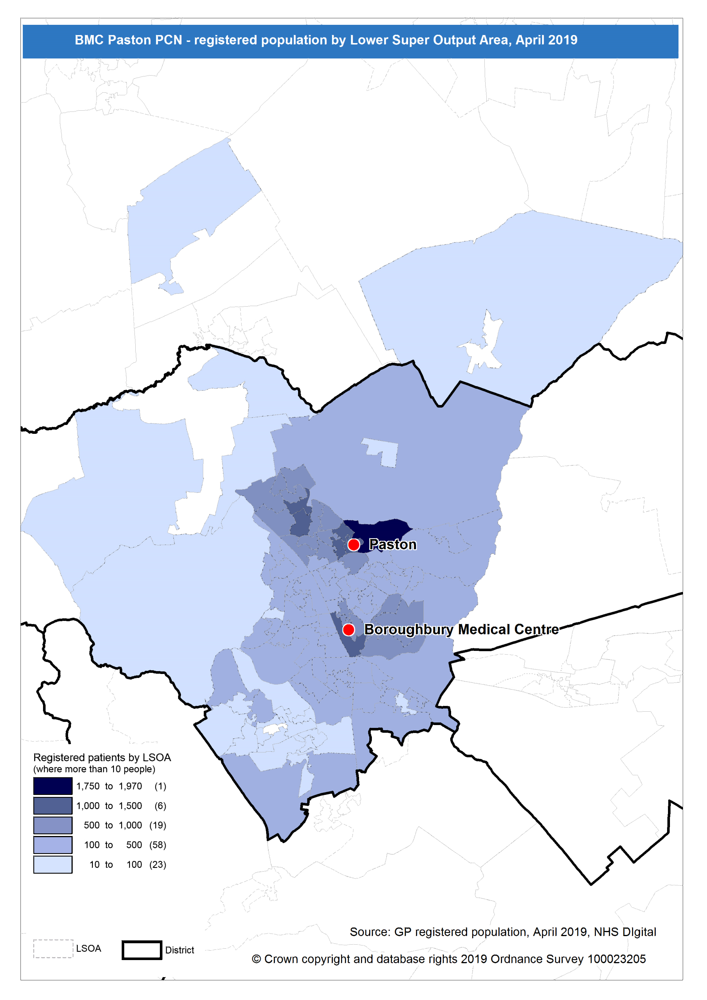 BMC Paston PCN - registered population by Lower Super Output Area, April 2019
Paston
Boroughbury Medical Centre
Registered patients by LSOA
(where more than 10 people)
1,750 to 1,970 (1)
1,000 to 1,500 (6)
500 to 1,000 (19)
100 to 500 (58)
10 to 100 (23)
LSOA
District
Source: GP registered population, April 2019, NHS DIgital
© Crown copyright and database rights 2019 Ordnance Survey 100023205